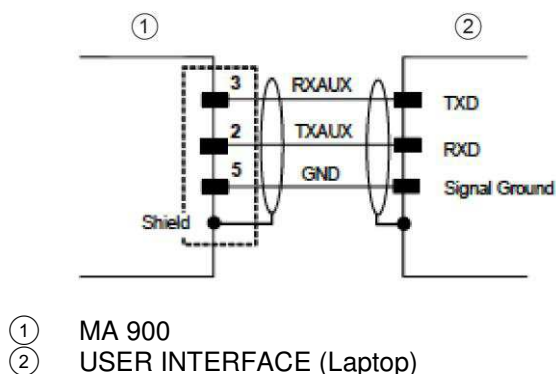 ① ②
3 RXAUX TXD
2 TXAUX RXD
5 GND Signal Ground
Shield
① MA 900
② USER INTERFACE (Laptop)